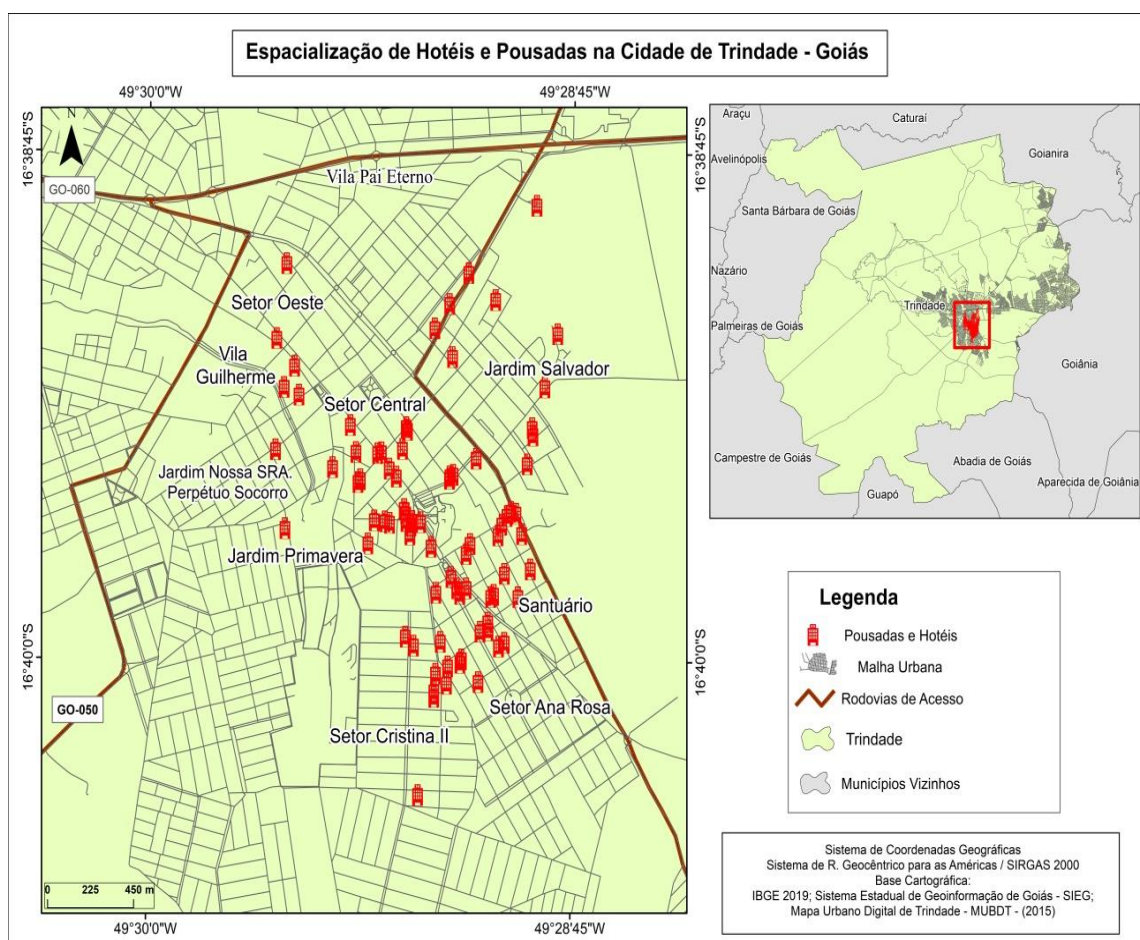 Espacialização de Hotéis e Pousadas na Cidade de Trindade - Goiás
49°30'0"W
49°28'45"W
N
16°38'45"S
16°38'45"S
GO-060
Vila Pai Eterno
Setor Oeste
Vila
Guilherme
Jardim Salvador
Setor Central
Jardim Nossa SRA.
Perpétuo Socorro
Jardim Primavera
Santuário
16°40'0"S
16°40'0"S
GO-050
Setor Ana Rosa
Setor Cristina II
0 225 450 m
49°30'0"W
49°28'45"W
Araçu
Caturaí
Avelinópolis
Goianira
Santa Bárbara de Goiás
Nazário
Trindade
Palmeiras de Goiás
Goiânia
Campestre de Goiás
Abadia de Goiás
Aparecida de Goiânia
Guapó
Legenda
Pousadas e Hotéis
Malha Urbana
Rodovias de Acesso
Trindade
Municípios Vizinhos
Sistema de Coordenadas Geográficas
Sistema de R. Geocêntrico para as Américas / SIRGAS 2000
Base Cartográfica:
IBGE 2019; Sistema Estadual de Geoinformação de Goiás - SIEG;
Mapa Urbano Digital de Trindade - MUBDT - (2015)